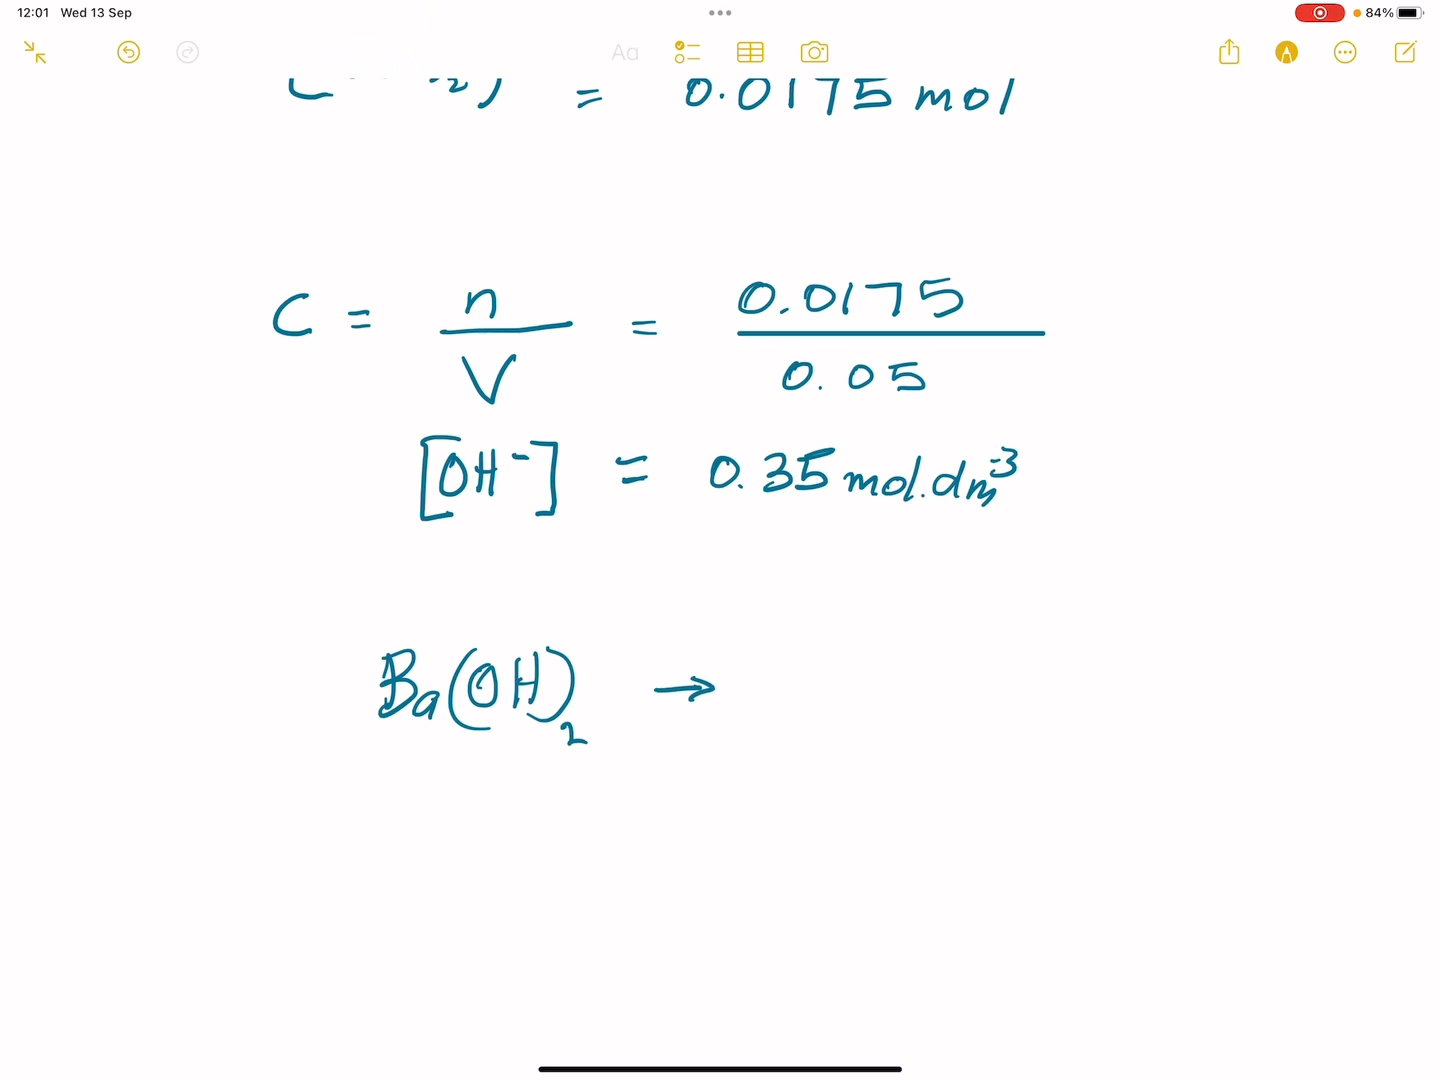 12:01 Wed 13 Sep 84%
Aa
= 0.0175 mol
C = n/V = 0.0175/0.05
[OH⁻] = 0.35 mol.dm⁻³
Ba(OH)₂ →